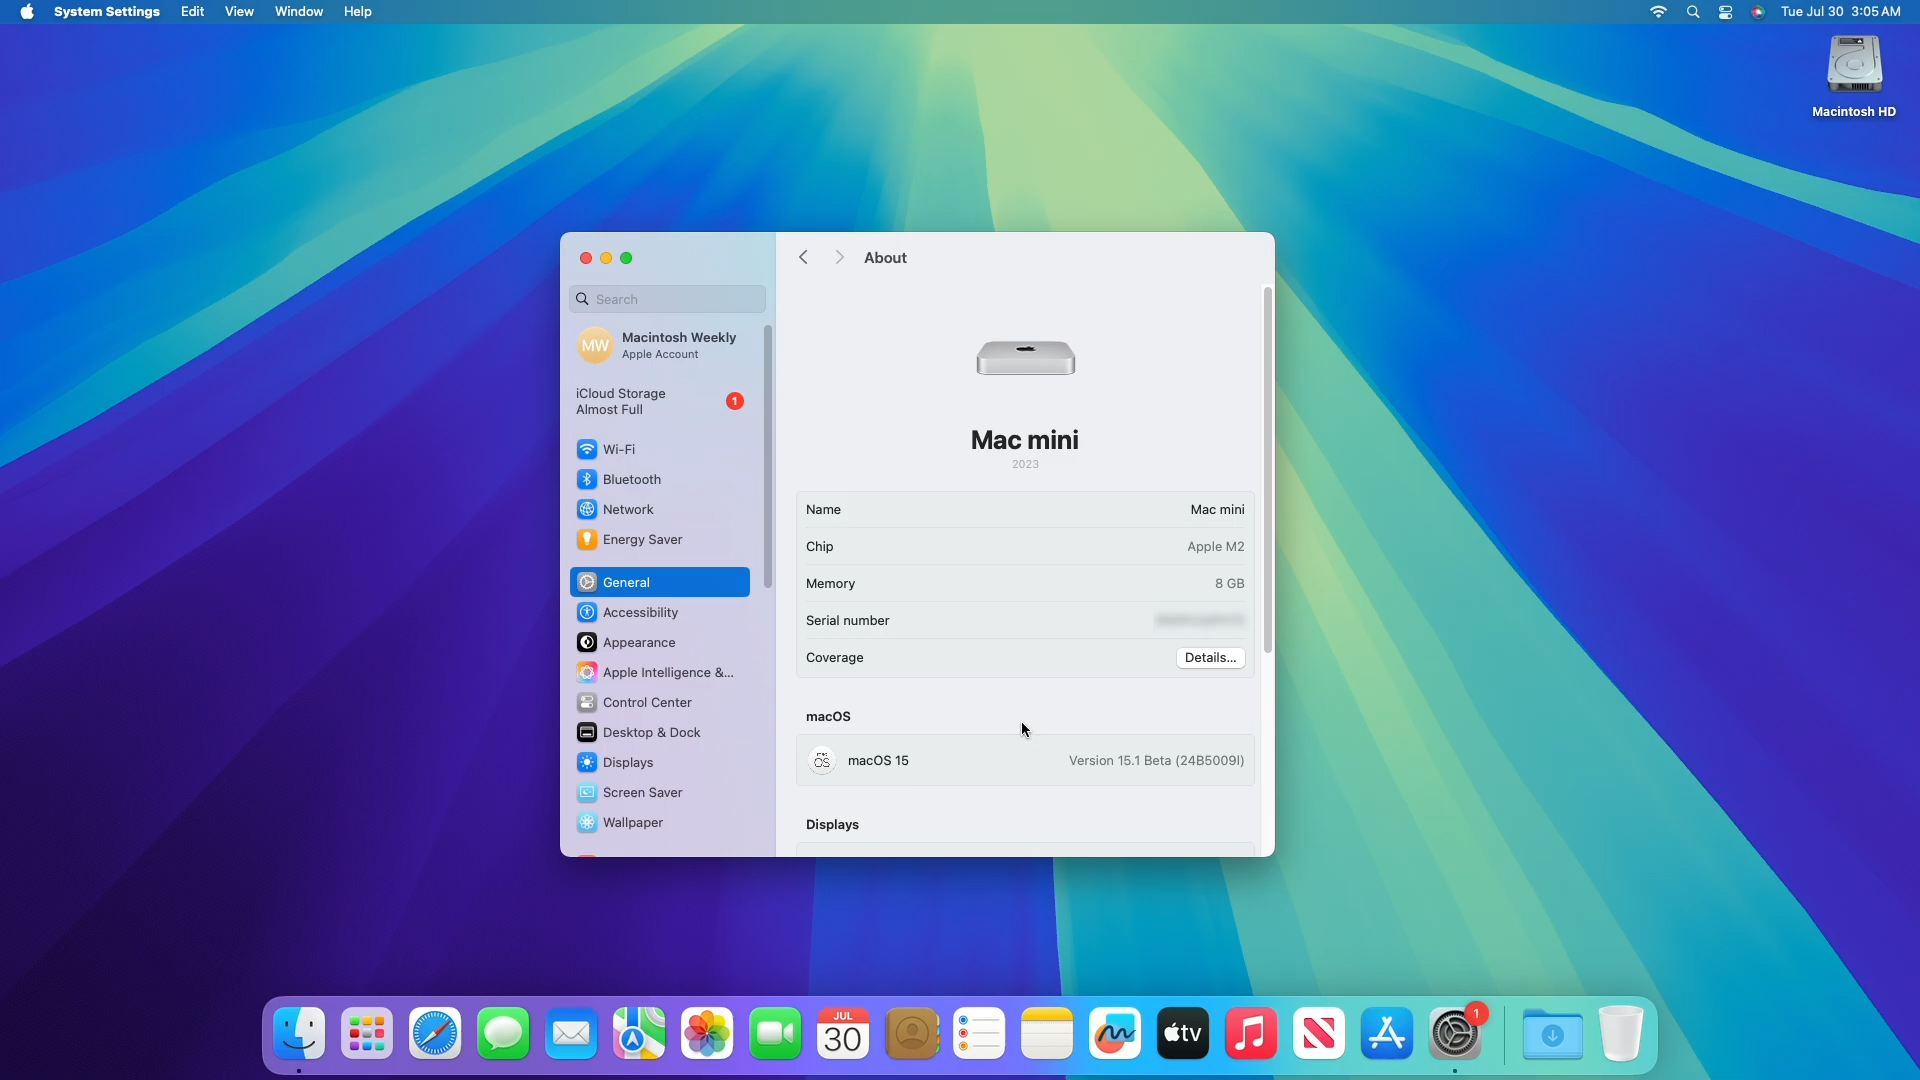 System Settings Edit View Window Help
Tue Jul 30 3:05 AM
Macintosh HD
About
Search
MW
Macintosh Weekly
Apple Account
iCloud Storage
Almost Full
1
Wi-Fi
Bluetooth
Network
Energy Saver
General
Accessibility
Appearance
Apple Intelligence &...
Control Center
Desktop & Dock
Displays
Screen Saver
Wallpaper
Mac mini
2023
Name Mac mini
Chip Apple M2
Memory 8 GB
Serial number
Coverage Details...
macOS
mac
OS
macOS 15 Version 15.1 Beta (24B5009l)
Displays
JUL
30
tv
1